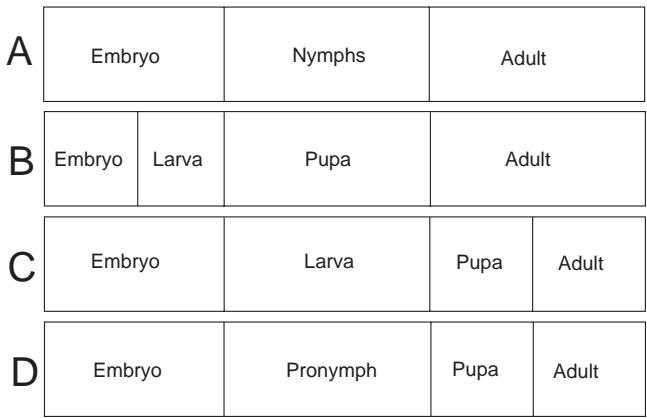 A Embryo Nymphs Adult
B Embryo Larva Pupa Adult
C Embryo Larva Pupa Adult
D Embryo Pronymph Pupa Adult